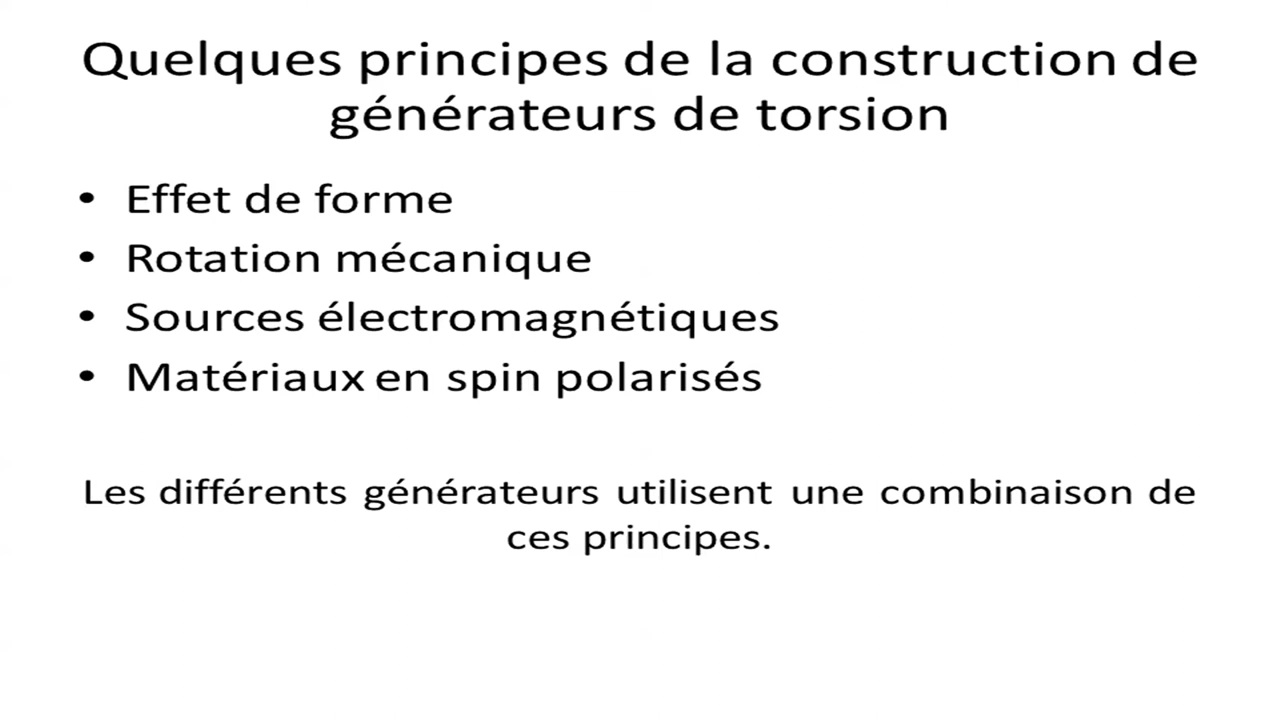 Quelques principes de la construction de
générateurs de torsion
• Effet de forme
• Rotation mécanique
• Sources électromagnétiques
• Matériaux en spin polarisés
Les différents générateurs utilisent une combinaison de
ces principes.